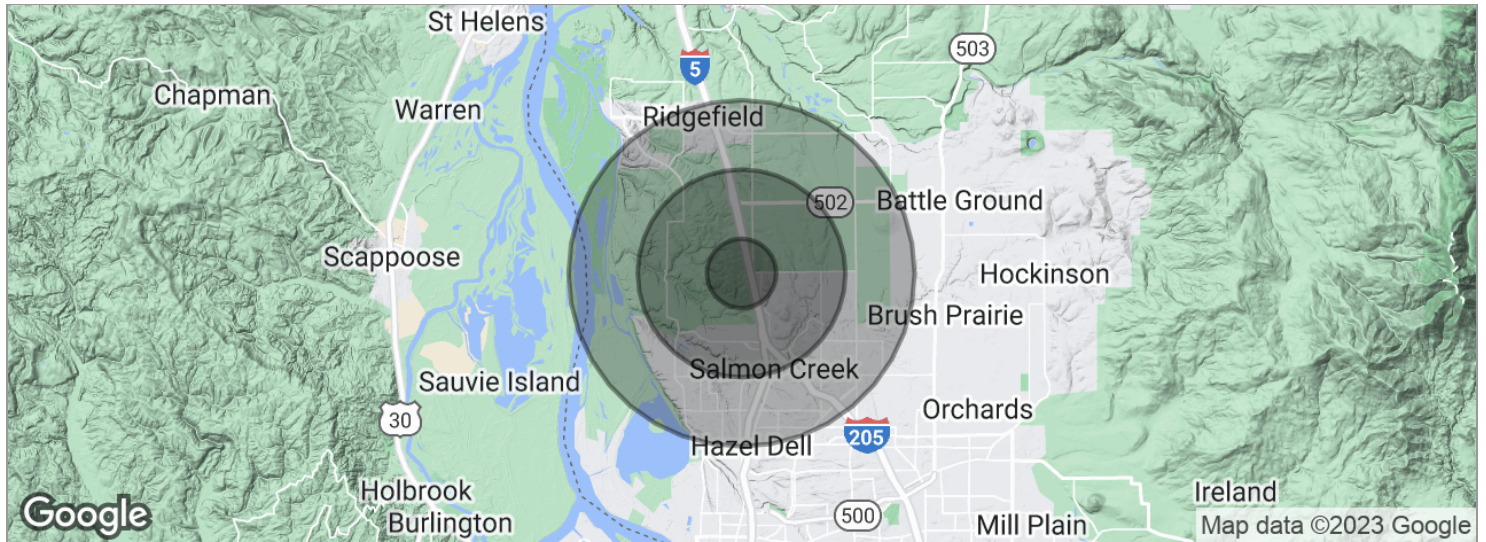 St Helens
503
5
Chapman
Warren
Ridgefield
502
Battle Ground
Scappoose
Hockinson
Brush Prairie
Salmon Creek
Sauvie Island
Orchards
30
205
Hazel Dell
Holbrook
Ireland
Google
Burlington
500
Mill Plain
Map data ©2023 Google